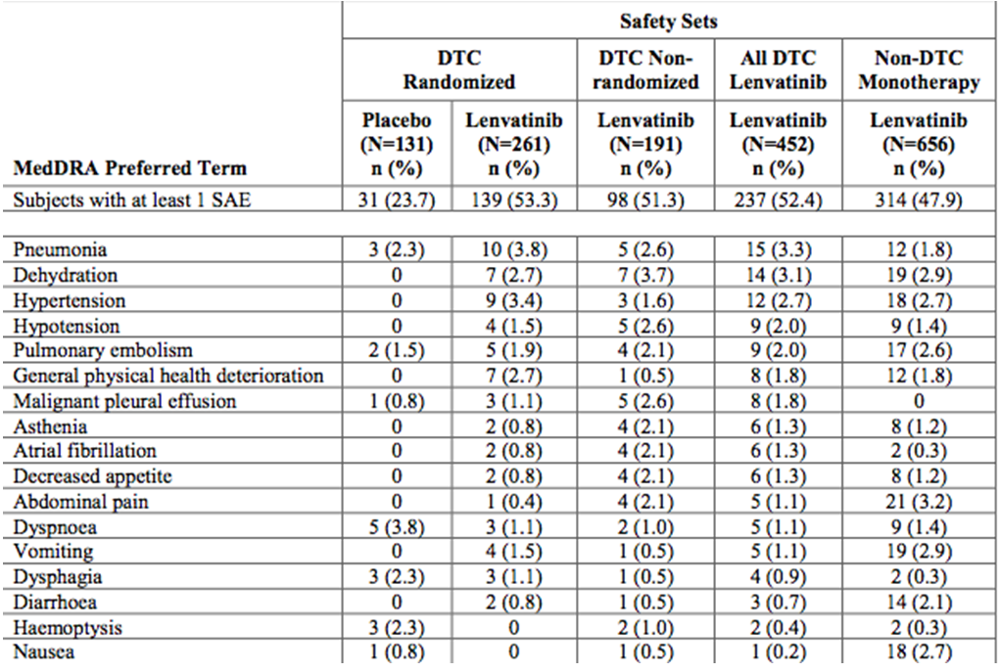 Safety Sets
DTC Randomized
DTC Non-randomized
All DTC Lenvatinib
Non-DTC Monotherapy
MedDRA Preferred Term
Placebo (N=131) n (%)
Lenvatinib (N=261) n (%)
Lenvatinib (N=191) n (%)
Lenvatinib (N=452) n (%)
Lenvatinib (N=656) n (%)
Subjects with at least 1 SAE 31 (23.7) 139 (53.3) 98 (51.3) 237 (52.4) 314 (47.9)
Pneumonia 3 (2.3) 10 (3.8) 5 (2.6) 15 (3.3) 12 (1.8)
Dehydration 0 7 (2.7) 7 (3.7) 14 (3.1) 19 (2.9)
Hypertension 0 9 (3.4) 3 (1.6) 12 (2.7) 18 (2.7)
Hypotension 0 4 (1.5) 5 (2.6) 9 (2.0) 9 (1.4)
Pulmonary embolism 2 (1.5) 5 (1.9) 4 (2.1) 9 (2.0) 17 (2.6)
General physical health deterioration 0 7 (2.7) 1 (0.5) 8 (1.8) 12 (1.8)
Malignant pleural effusion 1 (0.8) 3 (1.1) 5 (2.6) 8 (1.8) 0
Asthenia 0 2 (0.8) 4 (2.1) 6 (1.3) 8 (1.2)
Atrial fibrillation 0 2 (0.8) 4 (2.1) 6 (1.3) 2 (0.3)
Decreased appetite 0 2 (0.8) 4 (2.1) 6 (1.3) 8 (1.2)
Abdominal pain 0 1 (0.4) 4 (2.1) 5 (1.1) 21 (3.2)
Dyspnoea 5 (3.8) 3 (1.1) 2 (1.0) 5 (1.1) 9 (1.4)
Vomiting 0 4 (1.5) 1 (0.5) 5 (1.1) 19 (2.9)
Dysphagia 3 (2.3) 3 (1.1) 1 (0.5) 4 (0.9) 2 (0.3)
Diarrhoea 0 2 (0.8) 1 (0.5) 3 (0.7) 14 (2.1)
Haemoptysis 3 (2.3) 0 2 (1.0) 2 (0.4) 2 (0.3)
Nausea 1 (0.8) 0 1 (0.5) 1 (0.2) 18 (2.7)